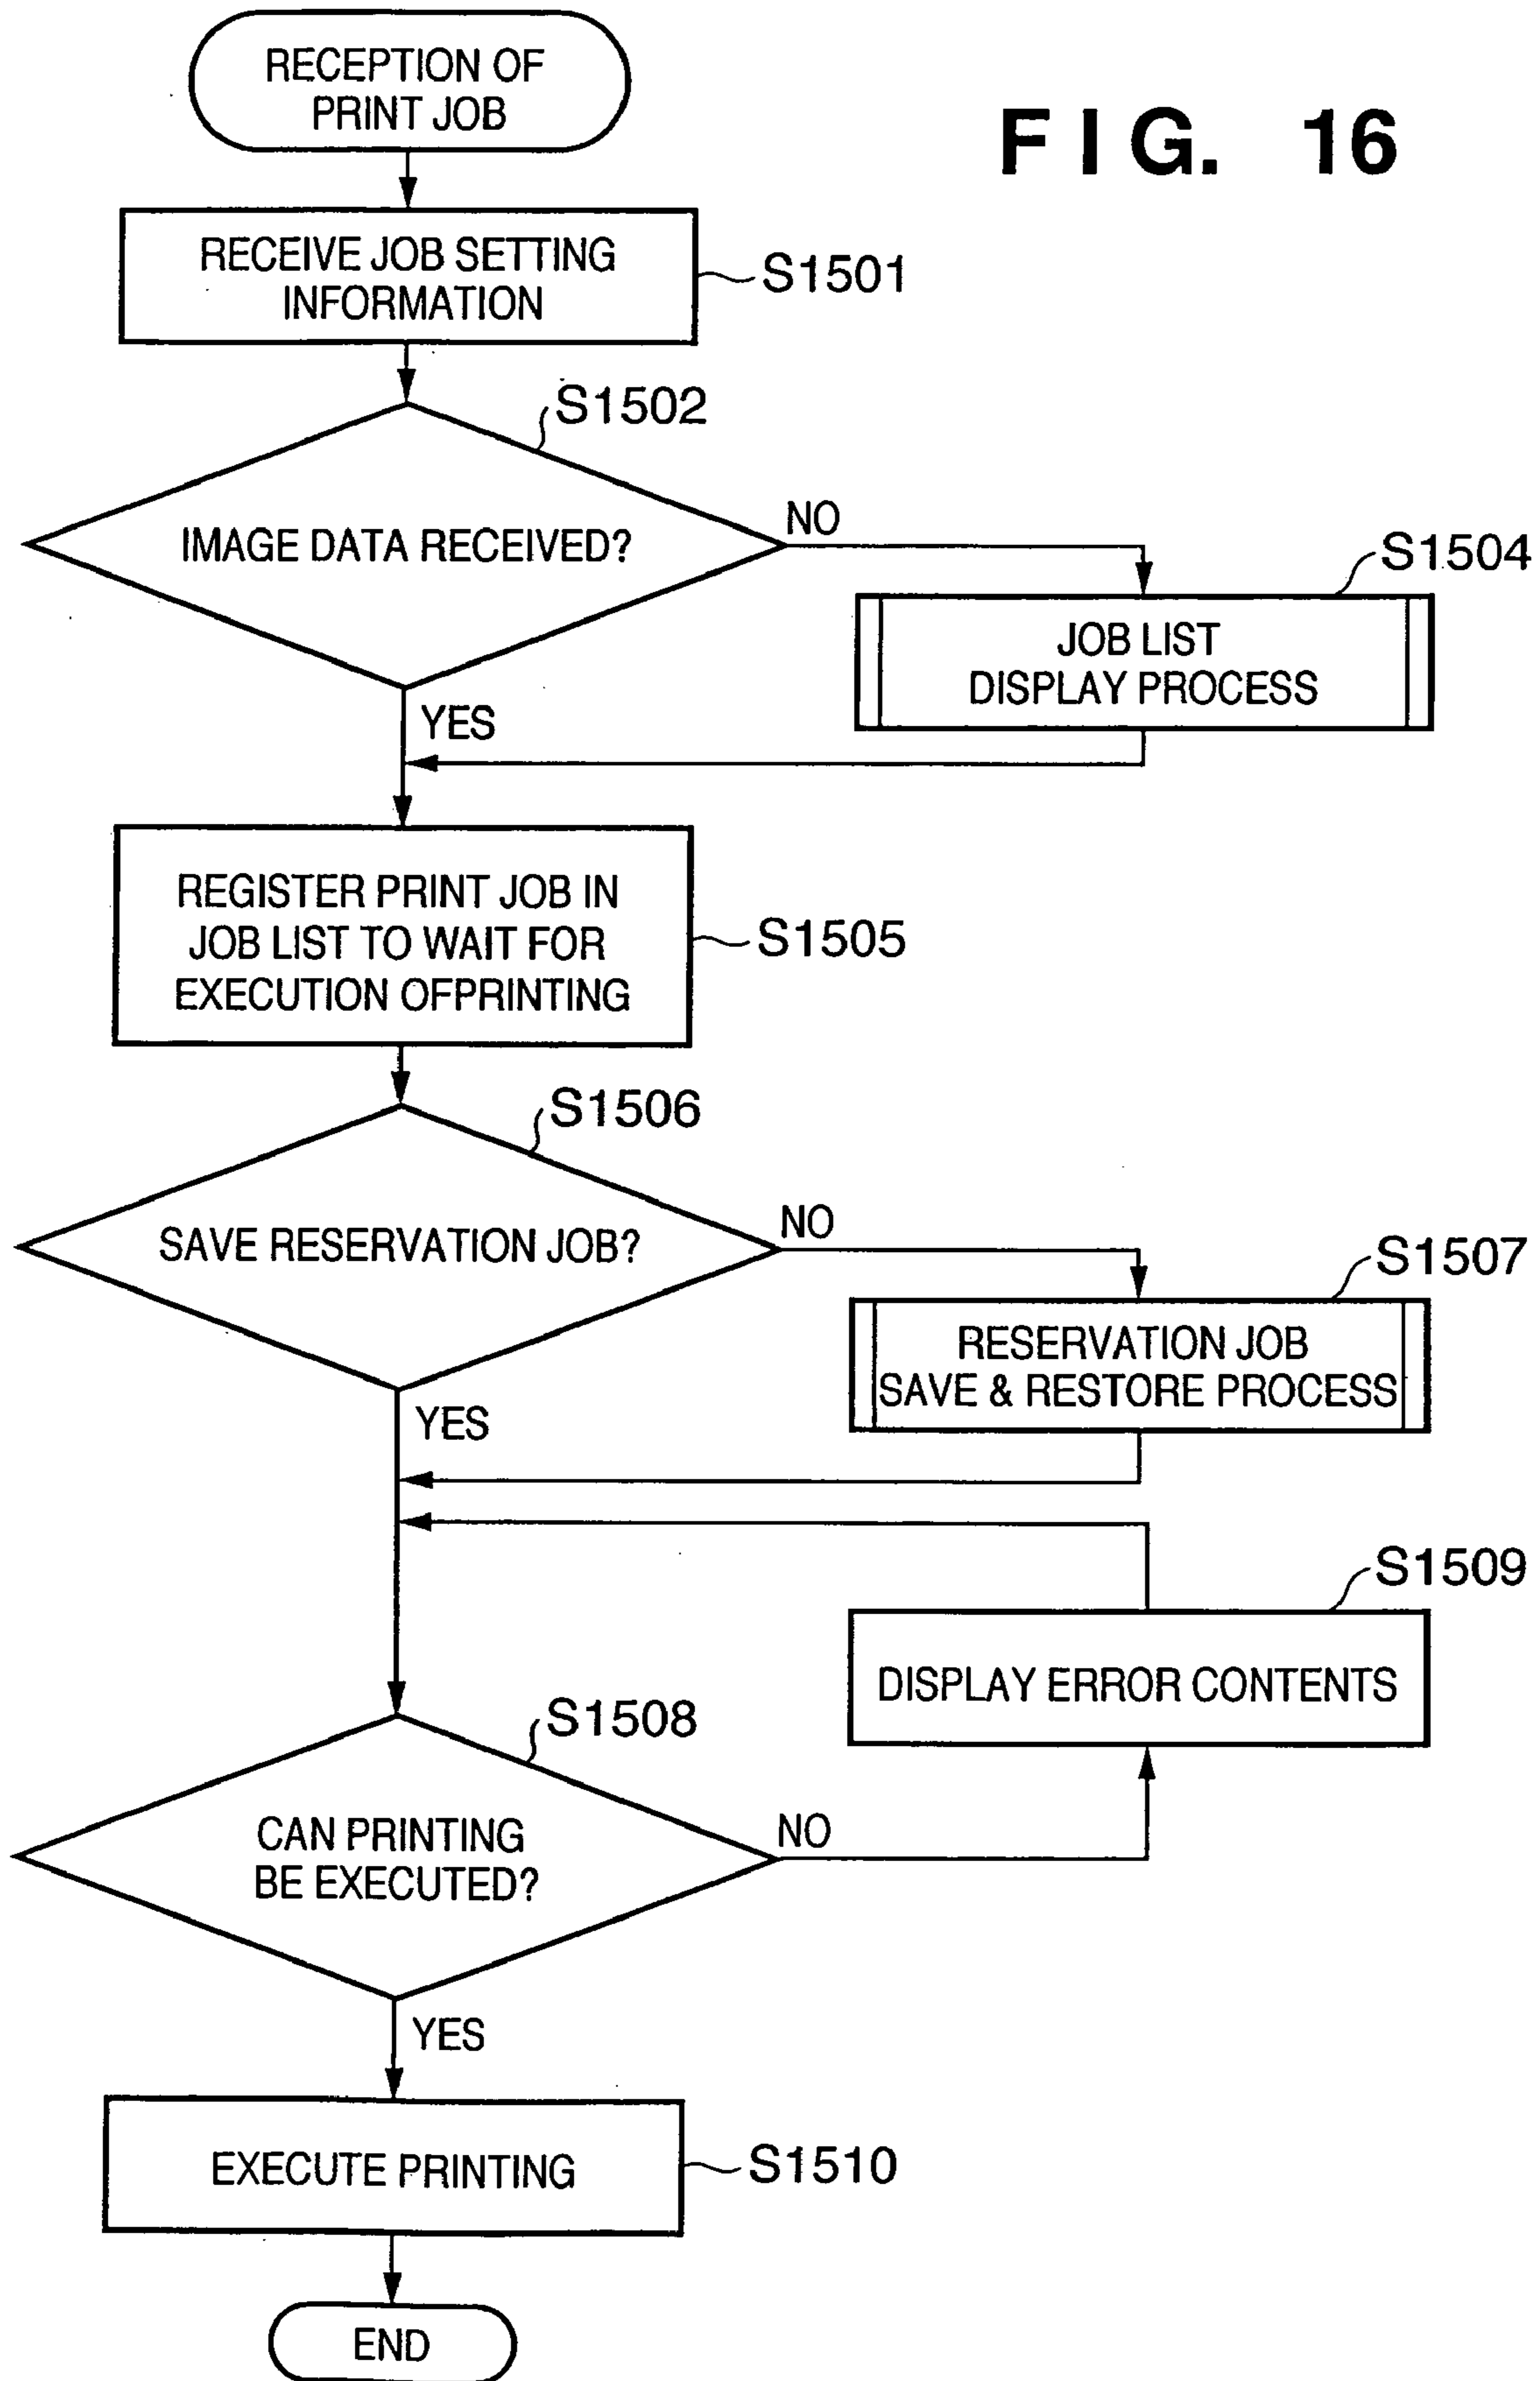 RECEPTION OF
PRINT JOB
FIG. 16
RECEIVE JOB SETTING
INFORMATION
S1501
S1502
IMAGE DATA RECEIVED?
NO
S1504
JOB LIST
DISPLAY PROCESS
YES
REGISTER PRINT JOB IN
JOB LIST TO WAIT FOR
EXECUTION OFPRINTING
S1505
S1506
SAVE RESERVATION JOB?
NO
S1507
RESERVATION JOB
SAVE & RESTORE PROCESS
YES
S1509
DISPLAY ERROR CONTENTS
S1508
CAN PRINTING
BE EXECUTED?
NO
YES
EXECUTE PRINTING
S1510
END